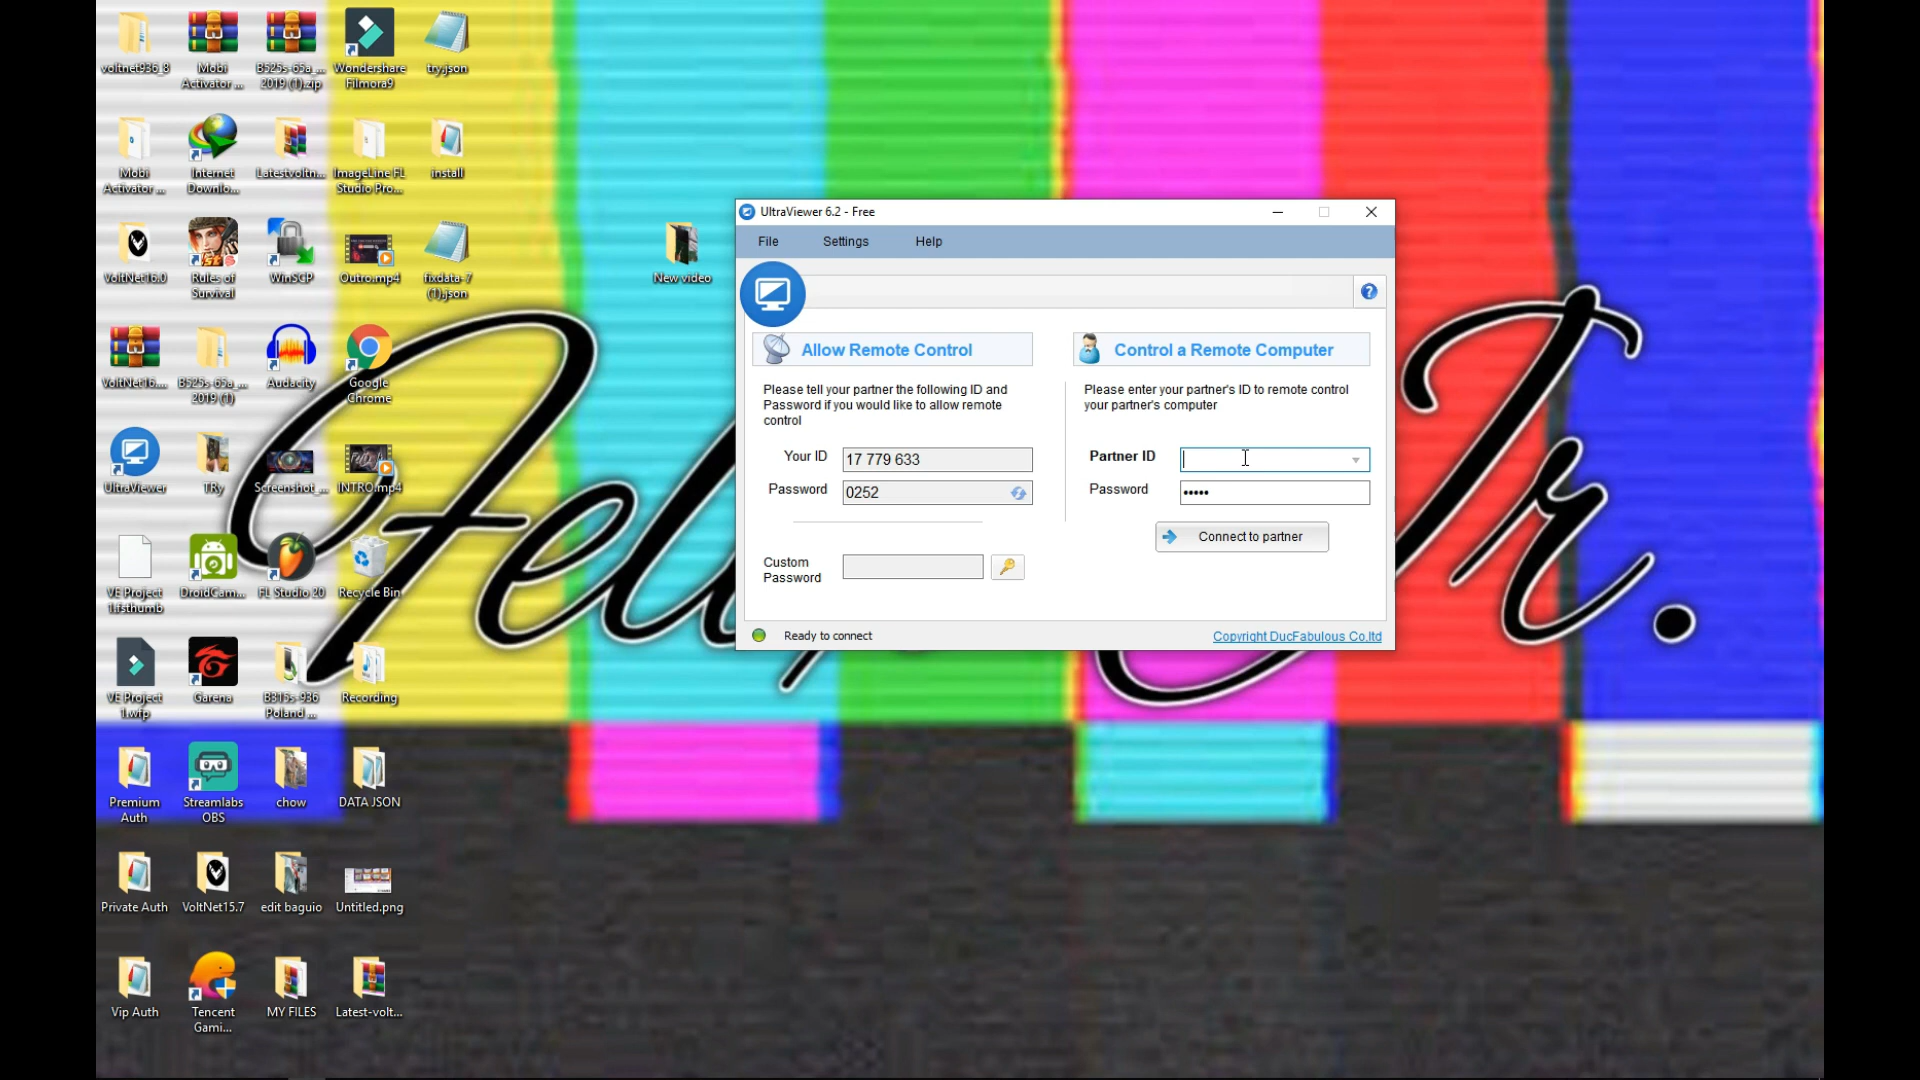 voltnet936_8
Mobi
Activator ...
B525s-65a_...
2019 (1).zip
Wondershare
Filmora9
try.json
Mobi
Activator ...
Internet
Downlo...
Latestvoltn...
ImageLine FL
Studio Pro...
install
VoltNet16.0
Rules of
Survival
WinSCP
Outro.mp4
fixdata-7
(1).json
New video
VoltNet16....
B525s-65a_...
2019 (1)
Audacity
Google
Chrome
UltraViewer
TRy
Screenshot_...
INTRO.mp4
VE Project
1.fsthumb
DroidCam...
FL Studio 20
Recycle Bin
VE Project
1.wfp
Garena
B315s-936
Poland ...
Recording
Premium
Auth
Streamlabs
OBS
chow
DATA JSON
Private Auth
VoltNet15.7
edit baguio
Untitled.png
Vip Auth
Tencent
Gami...
MY FILES
Latest-volt...
UltraViewer 6.2 - Free
File Settings Help
Allow Remote Control
Please tell your partner the following ID and
Password if you would like to allow remote
control
Your ID 17 779 633
Password 0252
Custom
Password
Control a Remote Computer
Please enter your partner's ID to remote control
your partner's computer
Partner ID
Password •••••
Connect to partner
Ready to connect
Copyright DucFabulous Co.ltd
Jr.